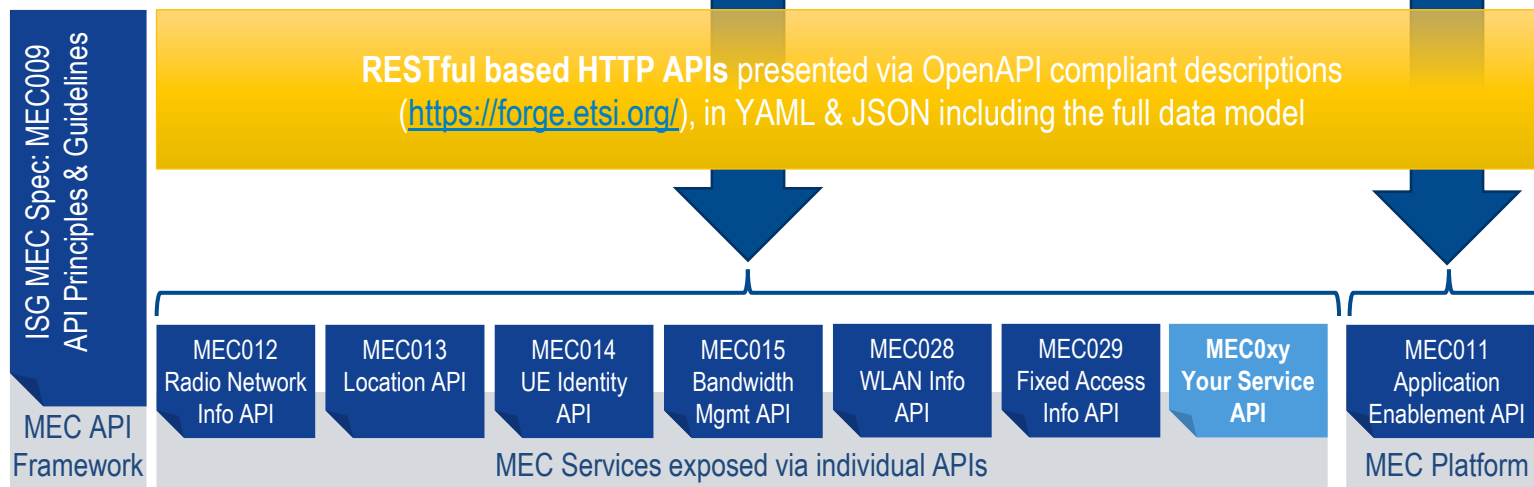 ISG MEC Spec: MEC009
API Principles & Guidelines
MEC API
Framework
RESTful based HTTP APIs presented via OpenAPI compliant descriptions
(https://forge.etsi.org/), in YAML & JSON including the full data model
MEC012
Radio Network
Info API
MEC013
Location API
MEC014
UE Identity
API
MEC015
Bandwidth
Mgmt API
MEC028
WLAN Info
API
MEC029
Fixed Access
Info API
MEC0xy
Your Service
API
MEC Services exposed via individual APIs
MEC011
Application
Enablement API
MEC Platform